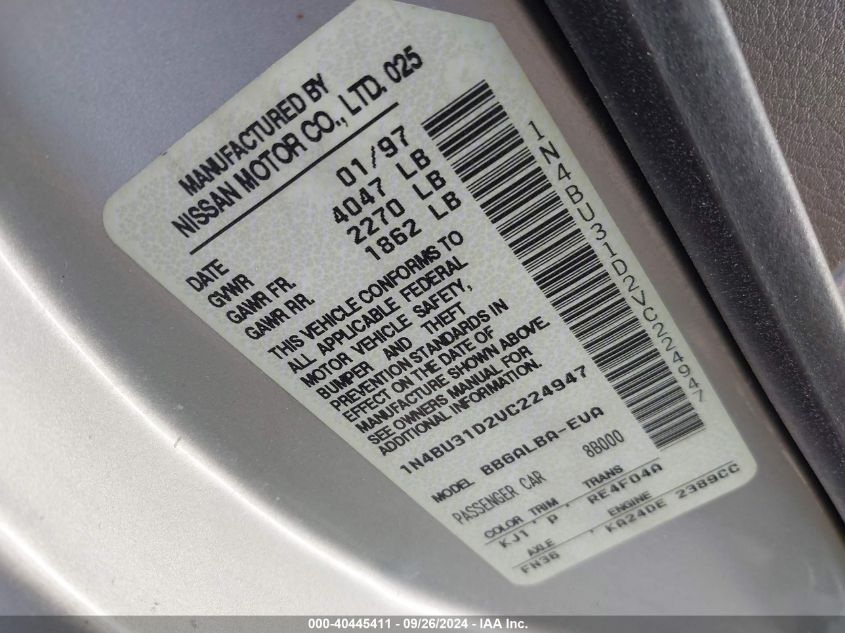 MANUFACTURED BY
NISSAN MOTOR CO., LTD. 025
DATE 01/97
GVWR 4047 LB
GAWR FR. 2270 LB
GAWR RR. 1862 LB
THIS VEHICLE CONFORMS TO
ALL APPLICABLE FEDERAL
MOTOR VEHICLE SAFETY,
BUMPER AND THEFT
PREVENTION STANDARDS IN
EFFECT ON THE DATE OF
MANUFACTURE SHOWN ABOVE.
SEE OWNERS MANUAL FOR
ADDITIONAL INFORMATION.
1N4BU31D2VC224947
1N4BU31D2VC224947
MODEL BBGALBA-EVA
PASSENGER CAR 8B000
COLOR TRIM TRANS
KJ1 ' P ' RE4F04A
AXLE ENGINE
FN36 ' KA24DE 2389CC
000-40445411 - 09/26/2024 - IAA Inc.